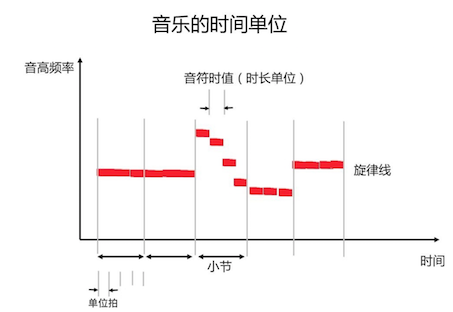 音乐的时间单位
音高频率
音符时值（时长单位）
旋律线
时间
小节
单位拍